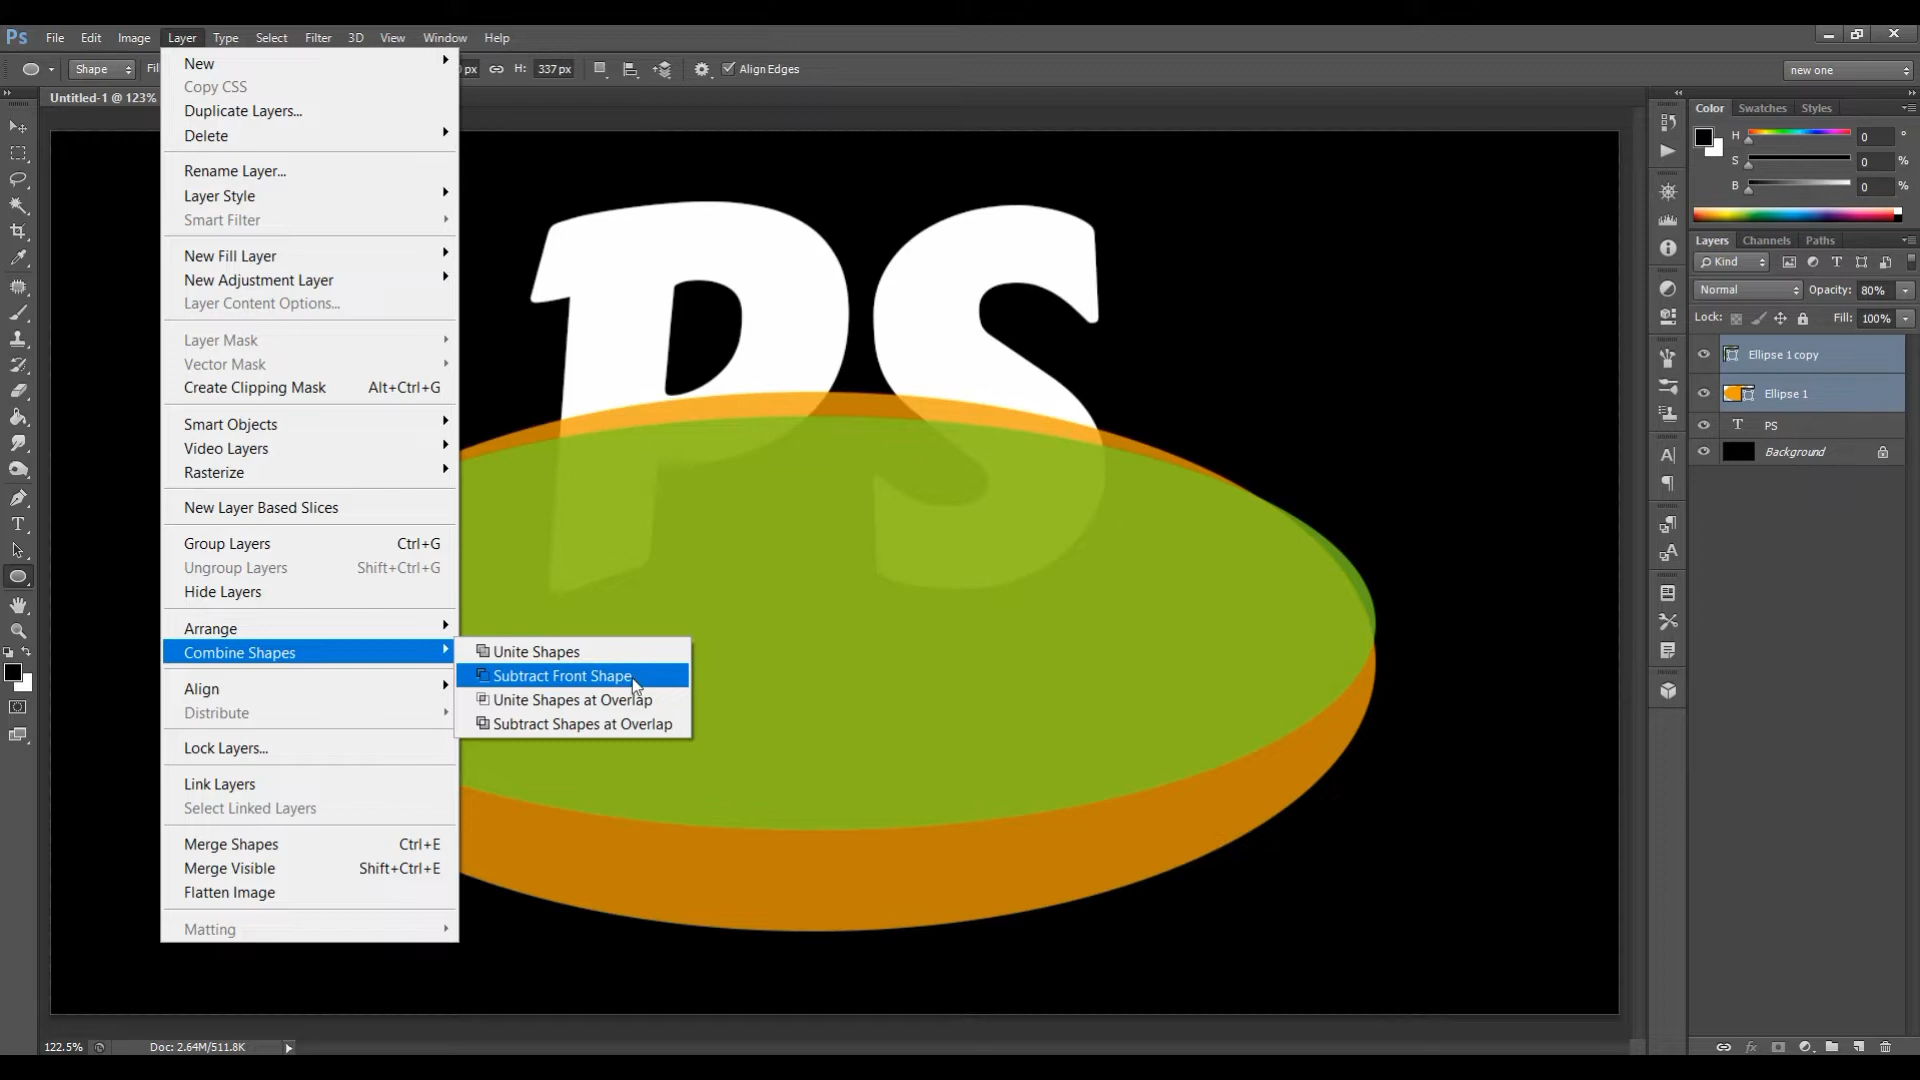 Ps File Edit Image Layer Type Select Filter 3D View Window Help
Shape Fil px H: 337 px Align Edges new one
Untitled-1 @ 123%
New
Copy CSS
Duplicate Layers...
Delete
Rename Layer...
Layer Style
Smart Filter
New Fill Layer
New Adjustment Layer
Layer Content Options...
Layer Mask
Vector Mask
Create Clipping Mask Alt+Ctrl+G
Smart Objects
Video Layers
Rasterize
New Layer Based Slices
Group Layers Ctrl+G
Ungroup Layers Shift+Ctrl+G
Hide Layers
Arrange
Combine Shapes
Align
Distribute
Lock Layers...
Link Layers
Select Linked Layers
Merge Shapes Ctrl+E
Merge Visible Shift+Ctrl+E
Flatten Image
Matting
Unite Shapes
Subtract Front Shape
Unite Shapes at Overlap
Subtract Shapes at Overlap
PS
Color Swatches Styles
H 0 °
S 0 %
B 0 %
Layers Channels Paths
Kind
Normal Opacity: 80%
Lock: Fill: 100%
Ellipse 1 copy
Ellipse 1
T PS
Background
122.5% Doc: 2.64M/511.8K